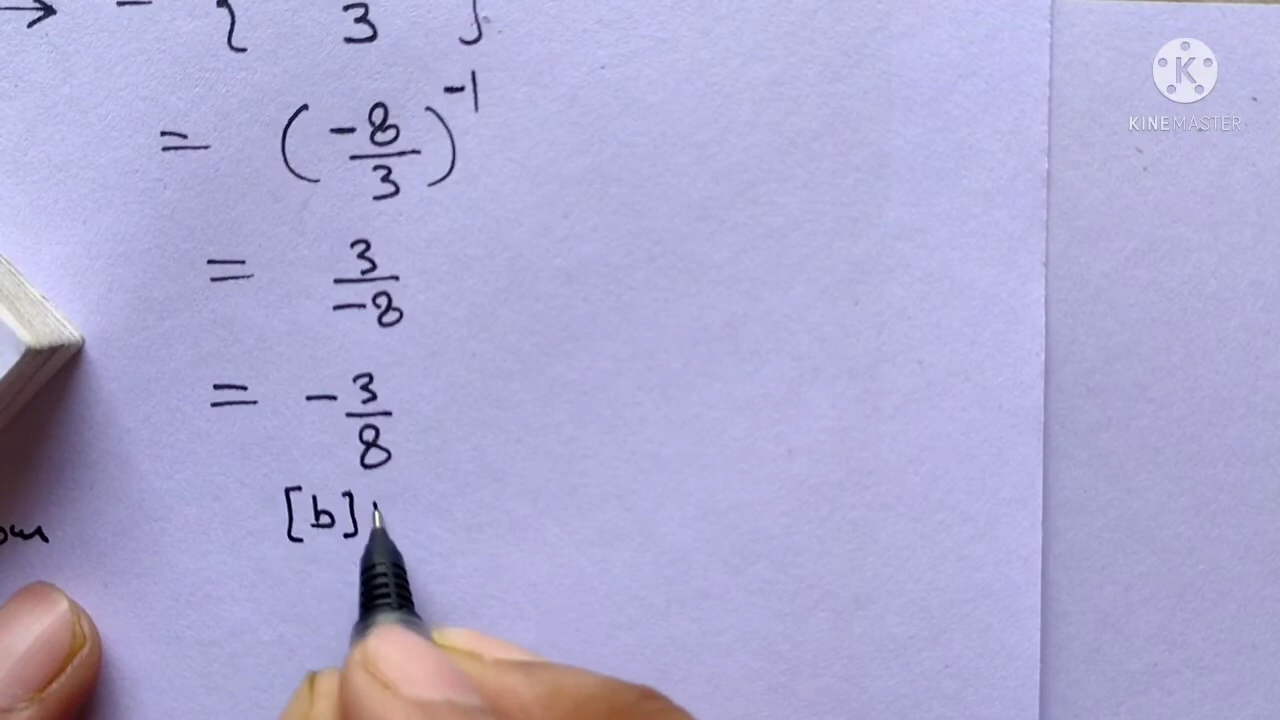 → - { 3 }
= (-8/3)^-1
= 3/-8
= -3/8
[b]
KINEMASTER